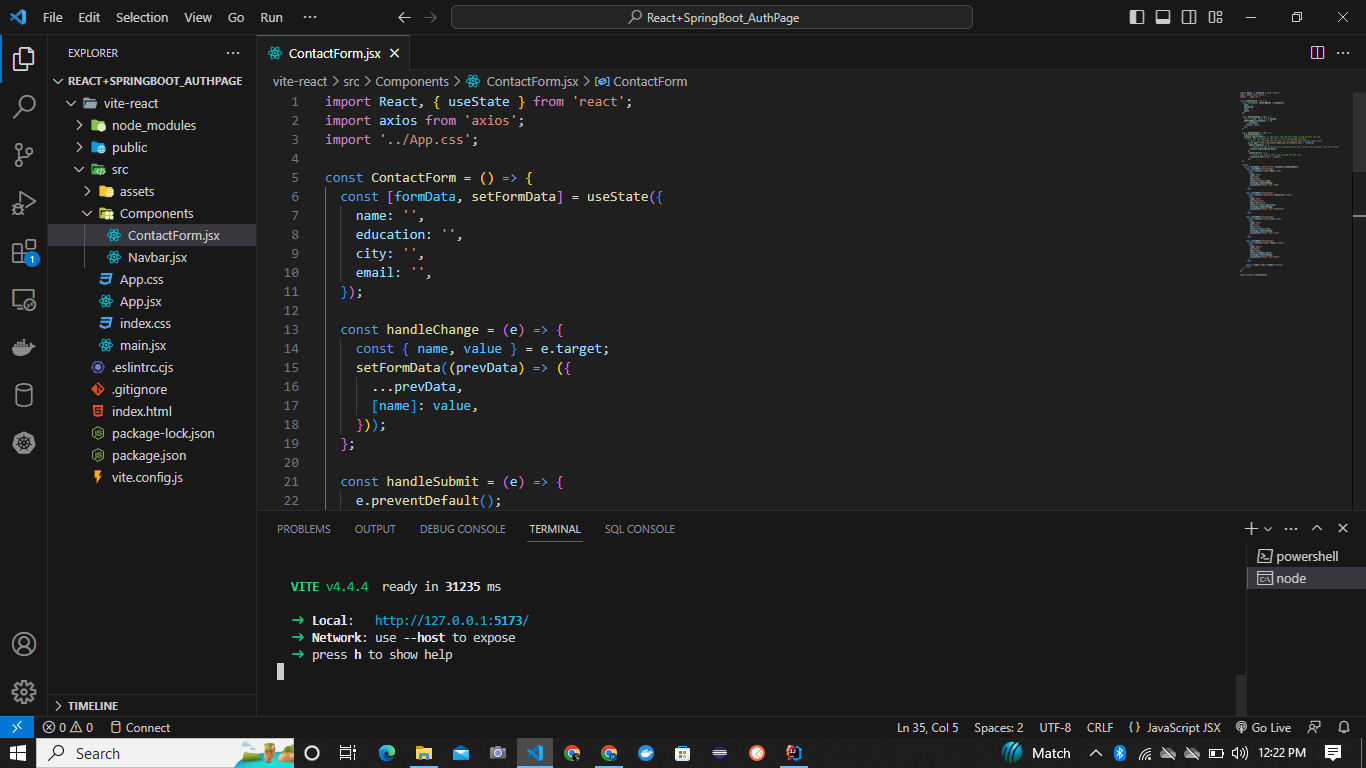 File Edit Selection View Go Run ··· React+SpringBoot_AuthPage
EXPLORER ···
REACT+SPRINGBOOT_AUTHPAGE
vite-react
node_modules
public
src
assets
Components
ContactForm.jsx
Navbar.jsx
App.css
App.jsx
index.css
main.jsx
.eslintrc.cjs
.gitignore
index.html
package-lock.json
package.json
vite.config.js
TIMELINE
1
ContactForm.jsx
vite-react > src > Components > ContactForm.jsx > ContactForm
1 import React, { useState } from 'react';
2 import axios from 'axios';
3 import '../App.css';
4
5 const ContactForm = () => {
6 const [formData, setFormData] = useState({
7 name: '',
8 education: '',
9 city: '',
10 email: '',
11 });
12
13 const handleChange = (e) => {
14 const { name, value } = e.target;
15 setFormData((prevData) => ({
16 ...prevData,
17 [name]: value,
18 }));
19 };
20
21 const handleSubmit = (e) => {
22 e.preventDefault();
PROBLEMS OUTPUT DEBUG CONSOLE TERMINAL SQL CONSOLE
VITE v4.4.4 ready in 31235 ms
➜ Local: http://127.0.0.1:5173/
➜ Network: use --host to expose
➜ press h to show help
powershell
node
0 0 Connect Ln 35, Col 5 Spaces: 2 UTF-8 CRLF {} JavaScript JSX Go Live
Search Match 12:22 PM